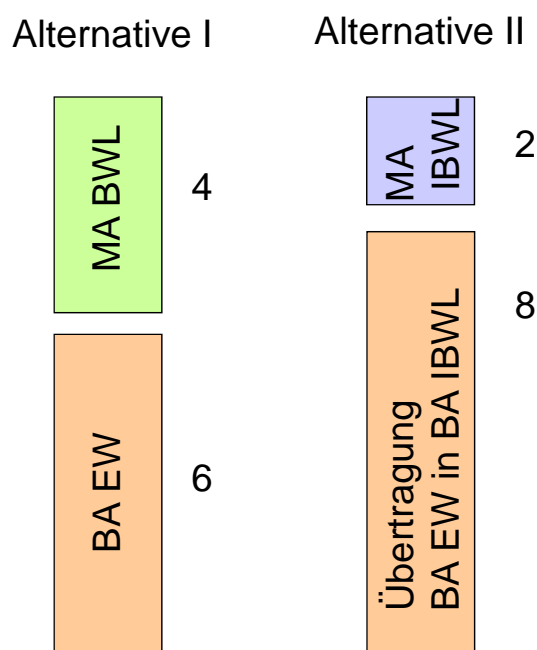 Alternative I
MA BWL
4
BA EW
6
Alternative II
MA
IBWL
2
Übertragung
BA EW in BA IBWL
8